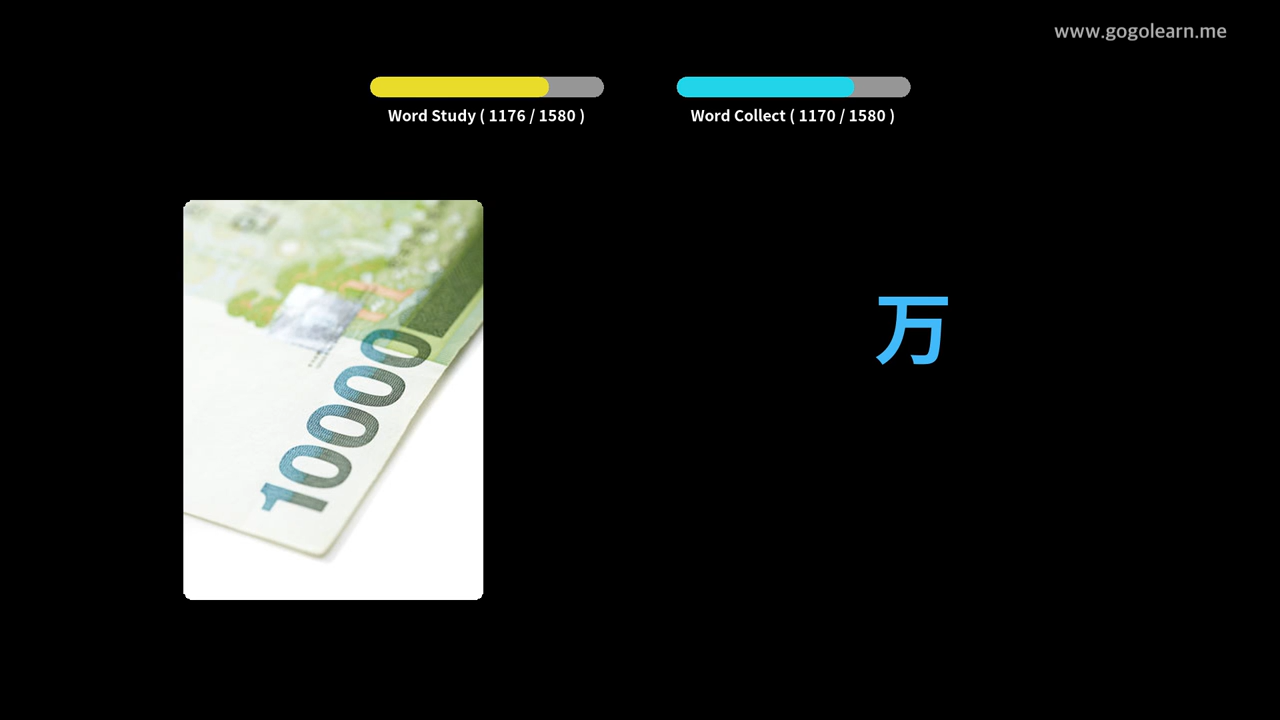 www.gogolearn.me
Word Study ( 1176 / 1580 )
Word Collect ( 1170 / 1580 )
万
10000